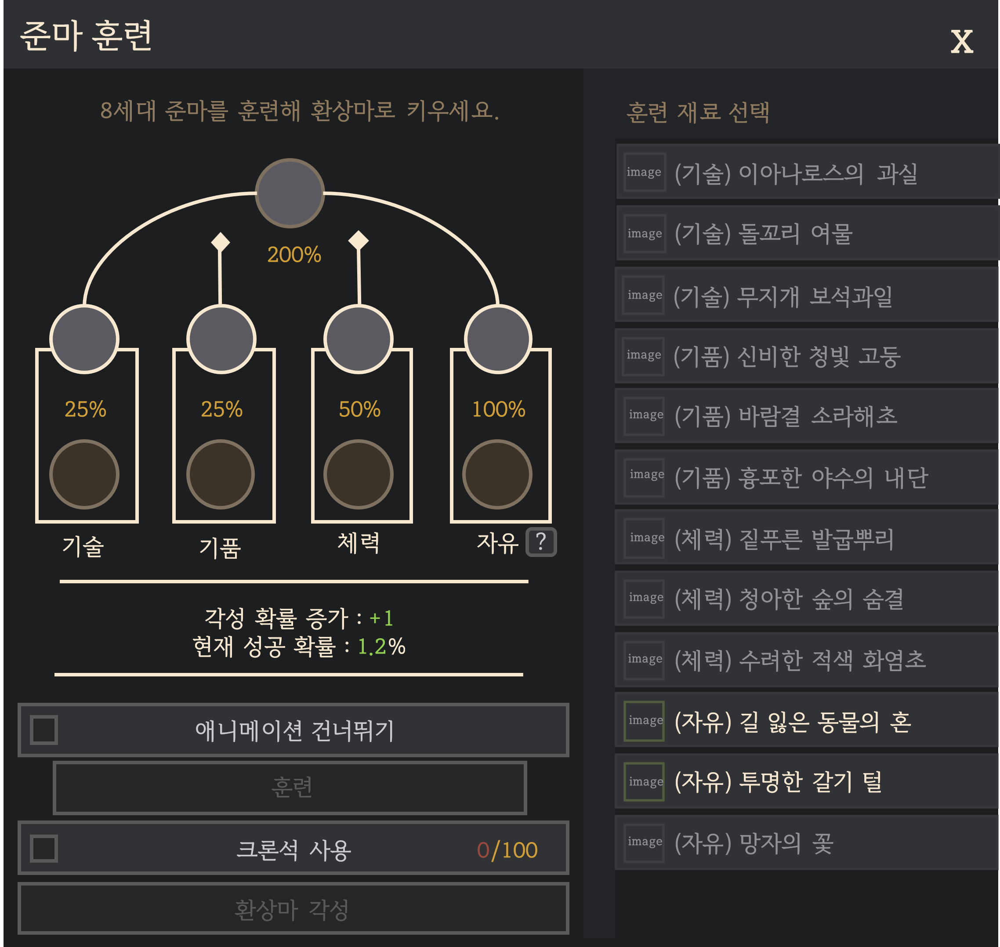 준마 훈련
X
8세대 준마를 훈련해 환상마로 키우세요.
200%
25%
25%
50%
100%
기술
기품
체력
자유
?
각성 확률 증가 : +1
현재 성공 확률 : 1.2%
애니메이션 건너뛰기
훈련
크론석 사용
0/100
환상마 각성
훈련 재료 선택
image (기술) 이아나로스의 과실
image (기술) 돌꼬리 여물
image (기술) 무지개 보석과일
image (기품) 신비한 청빛 고둥
image (기품) 바람결 소라해초
image (기품) 흉포한 야수의 내단
image (체력) 짙푸른 발굽뿌리
image (체력) 청아한 숲의 숨결
image (체력) 수려한 적색 화염초
image (자유) 길 잃은 동물의 혼
image (자유) 투명한 갈기 털
image (자유) 망자의 꽃